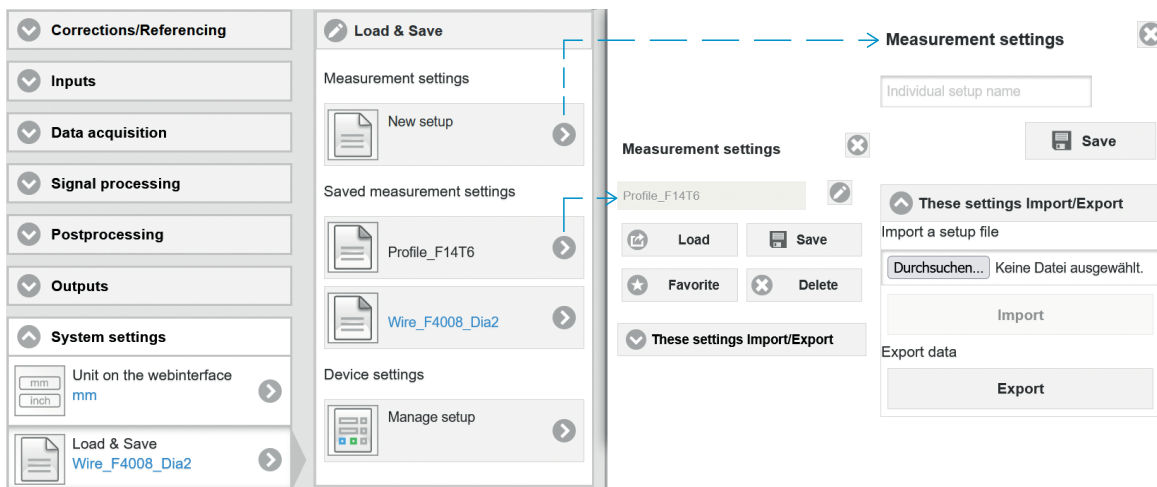 Corrections/Referencing
Inputs
Data acquisition
Signal processing
Postprocessing
Outputs
System settings
mm
inch
Unit on the webinterface
mm
Load & Save
Wire_F4008_Dia2
Load & Save
Measurement settings
New setup
Saved measurement settings
Profile_F14T6
Wire_F4008_Dia2
Device settings
Manage setup
Measurement settings
Profile_F14T6
Load
Save
Favorite
Delete
These settings Import/Export
Measurement settings
Individual setup name
Save
These settings Import/Export
Import a setup file
Durchsuchen... Keine Datei ausgewählt.
Import
Export data
Export